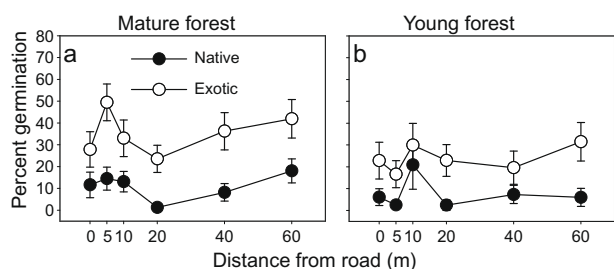 Mature forest
Young forest
Percent germination
80
70
60
50
40
30
20
10
0
a
Native
Exotic
b
0 5 10 20 40 60
0 5 10 20 40 60
Distance from road (m)